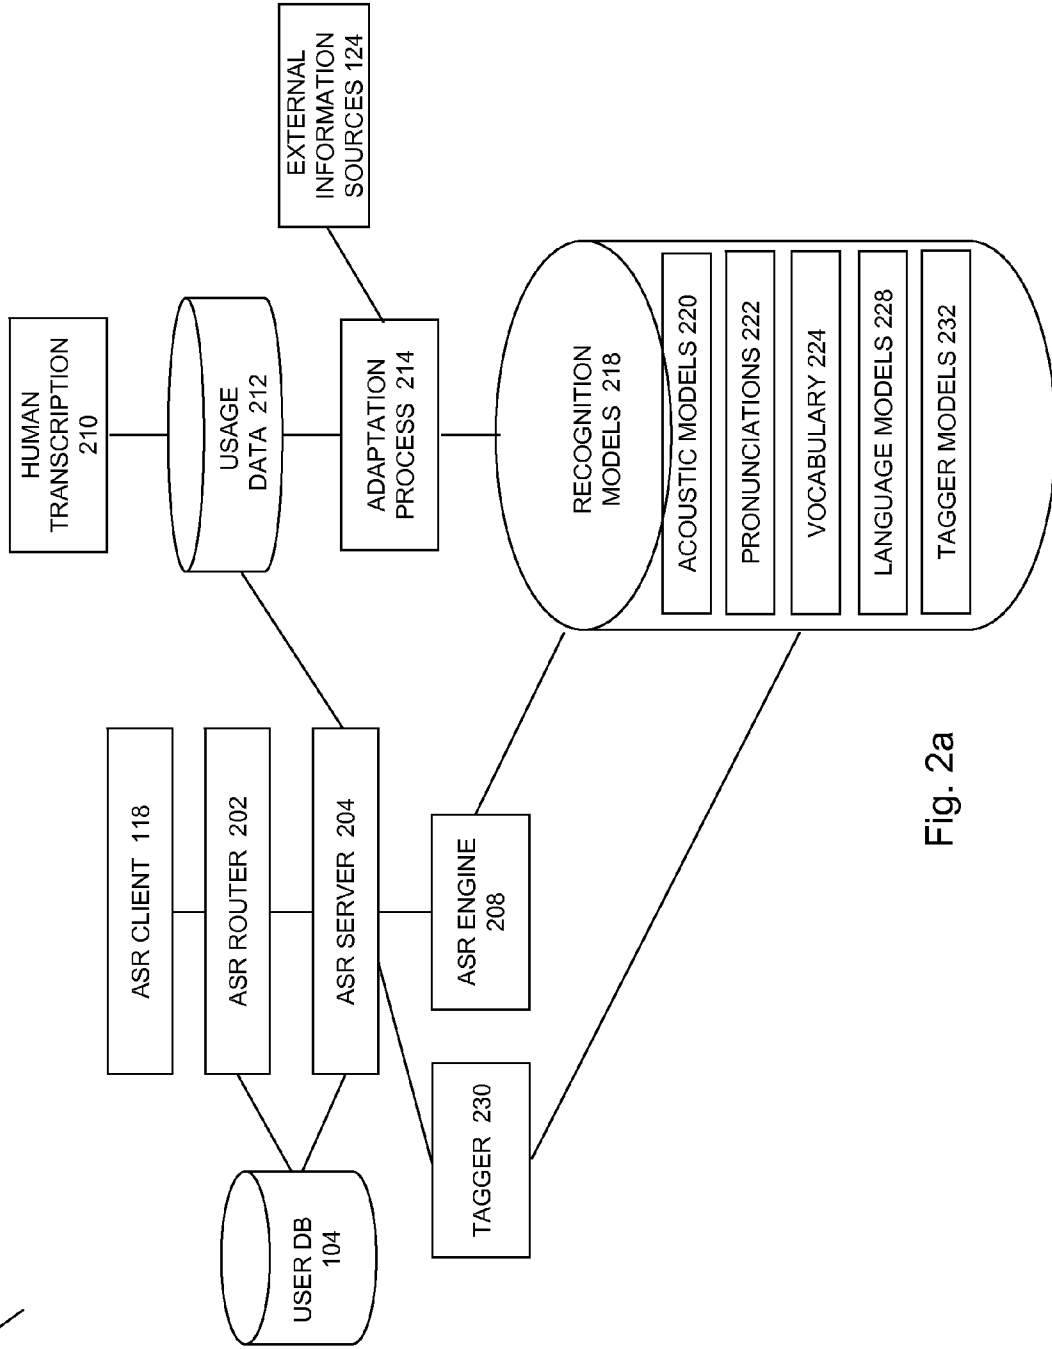 HUMAN
TRANSCRIPTION
210
USAGE
DATA 212
EXTERNAL
INFORMATION
SOURCES 124
ADAPTATION
PROCESS 214
RECOGNITION
MODELS 218
ACOUSTIC MODELS 220
PRONUNCIATIONS 222
VOCABULARY 224
LANGUAGE MODELS 228
TAGGER MODELS 232
ASR CLIENT 118
ASR ROUTER 202
ASR SERVER 204
ASR ENGINE
208
USER DB
104
TAGGER 230
Fig. 2a